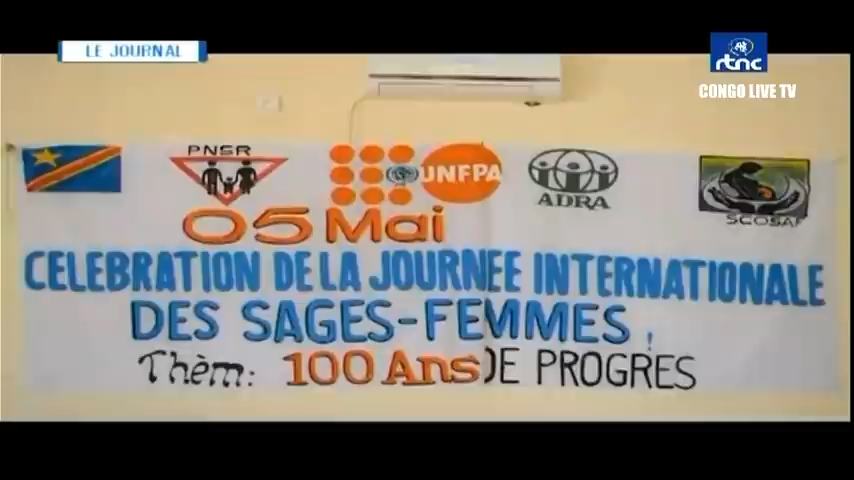 LE JOURNAL
rtnc
CONGO LIVE TV
PNSR
UNFPA
ADRA
SCOSAF
05 Mai
CELEBRATION DE LA JOURNEE INTERNATIONALE
DES SAGES-FEMMES !
Thèm: 100 Ans DE PROGRES